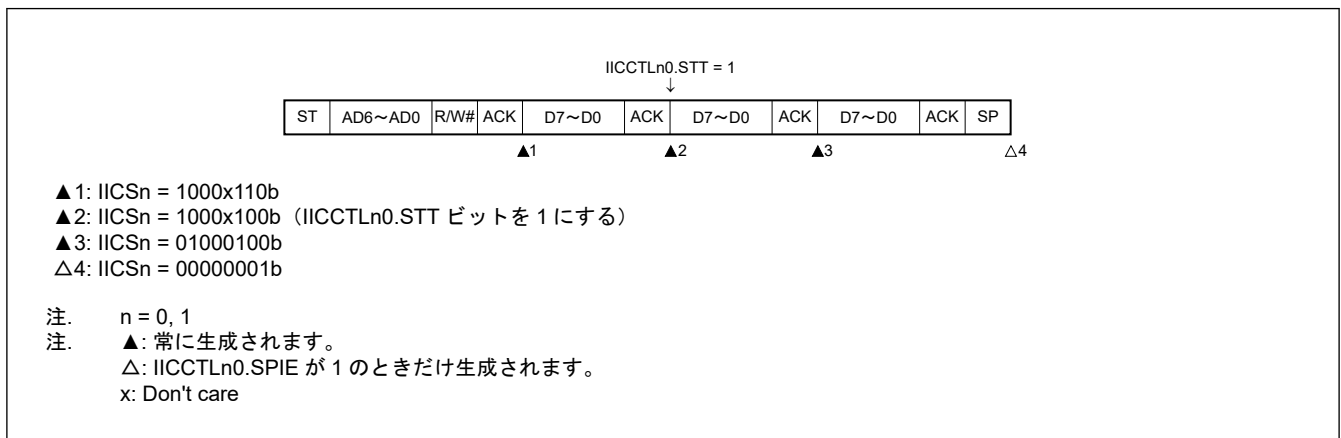 IICCTLn0.STT = 1
↓
ST AD6～AD0 R/W# ACK D7～D0 ACK D7～D0 ACK D7～D0 ACK SP
▲1 ▲2 ▲3 △4
▲1: IICSn = 1000x110b
▲2: IICSn = 1000x100b（IICCTLn0.STT ビットを 1 にする）
▲3: IICSn = 01000100b
△4: IICSn = 00000001b
注. n = 0, 1
注. ▲: 常に生成されます。
△: IICCTLn0.SPIE が 1 のときだけ生成されます。
x: Don't care